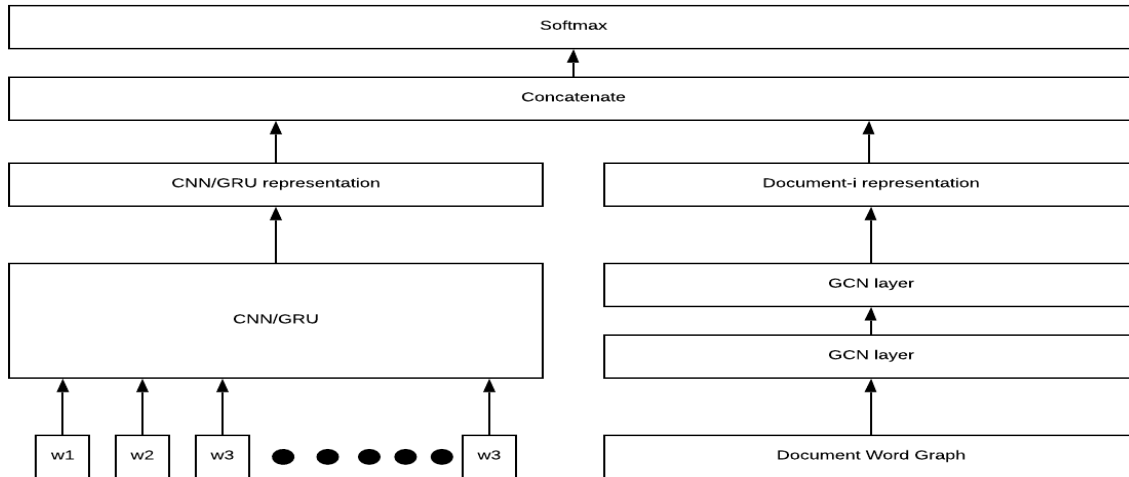 Softmax
Concatenate
CNN/GRU representation
Document-i representation
GCN layer
CNN/GRU
GCN layer
w1 w2 w3 w3
Document Word Graph